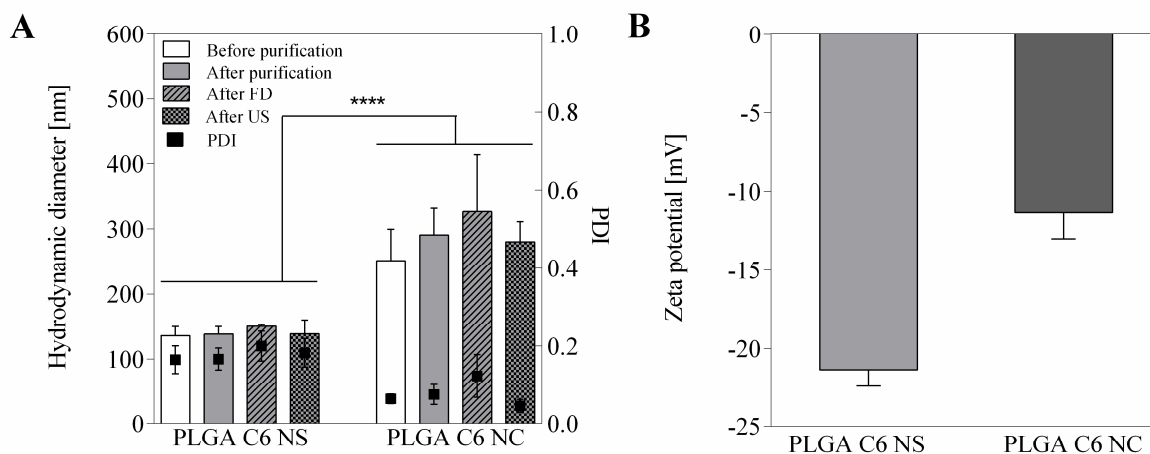 A
Hydrodynamic diameter [nm]
600
500
400
300
200
100
0
Before purification
After purification
After FD
After US
PDI
****
1.0
0.8
0.6
0.4
0.2
0.0
PDI
PLGA C6 NS
PLGA C6 NC
B
Zeta potential [mV]
0
-5
-10
-15
-20
-25
PLGA C6 NS
PLGA C6 NC